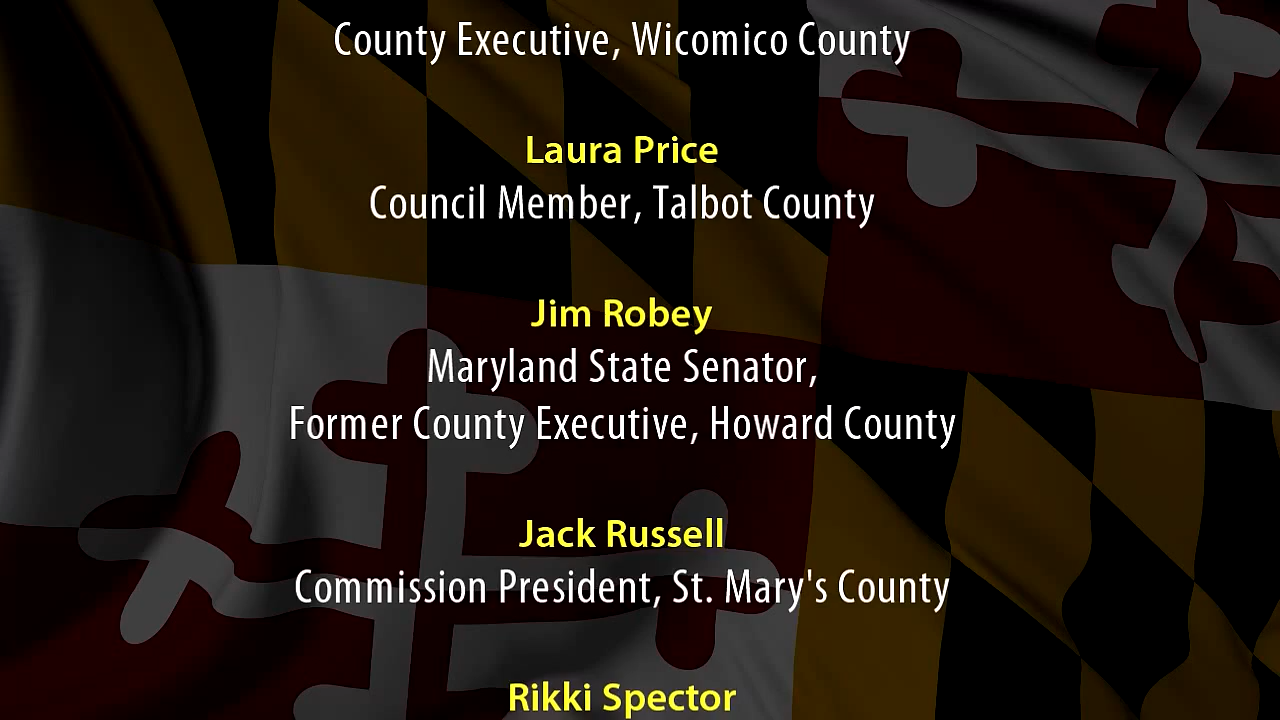 County Executive, Wicomico County
Laura Price
Council Member, Talbot County
Jim Robey
Maryland State Senator,
Former County Executive, Howard County
Jack Russell
Commission President, St. Mary's County
Rikki Spector